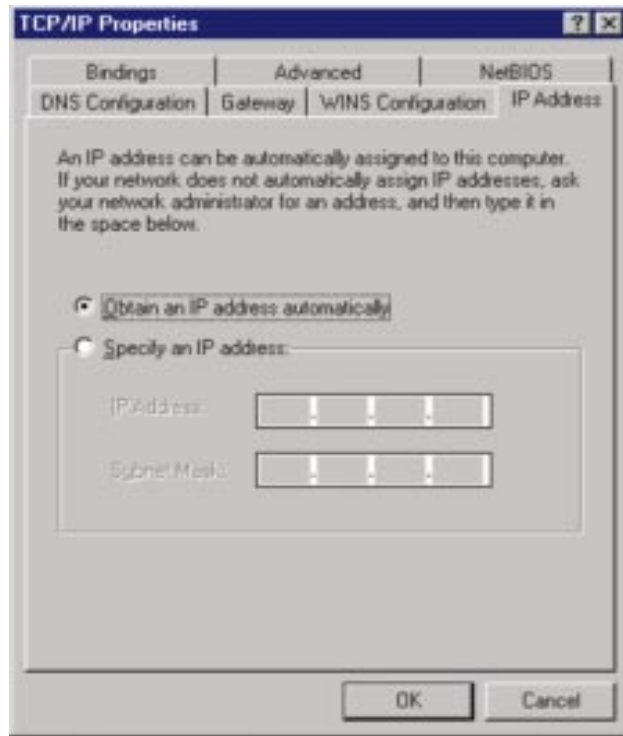 TCP/IP Properties
Bindings Advanced NetBIOS
DNS Configuration Gateway WINS Configuration IP Address
An IP address can be automatically assigned to this computer.
If your network does not automatically assign IP addresses, ask
your network administrator for an address, and then type it in
the space below.
Obtain an IP address automatically
Specify an IP address:
IP Address:
Subnet Mask:
OK Cancel